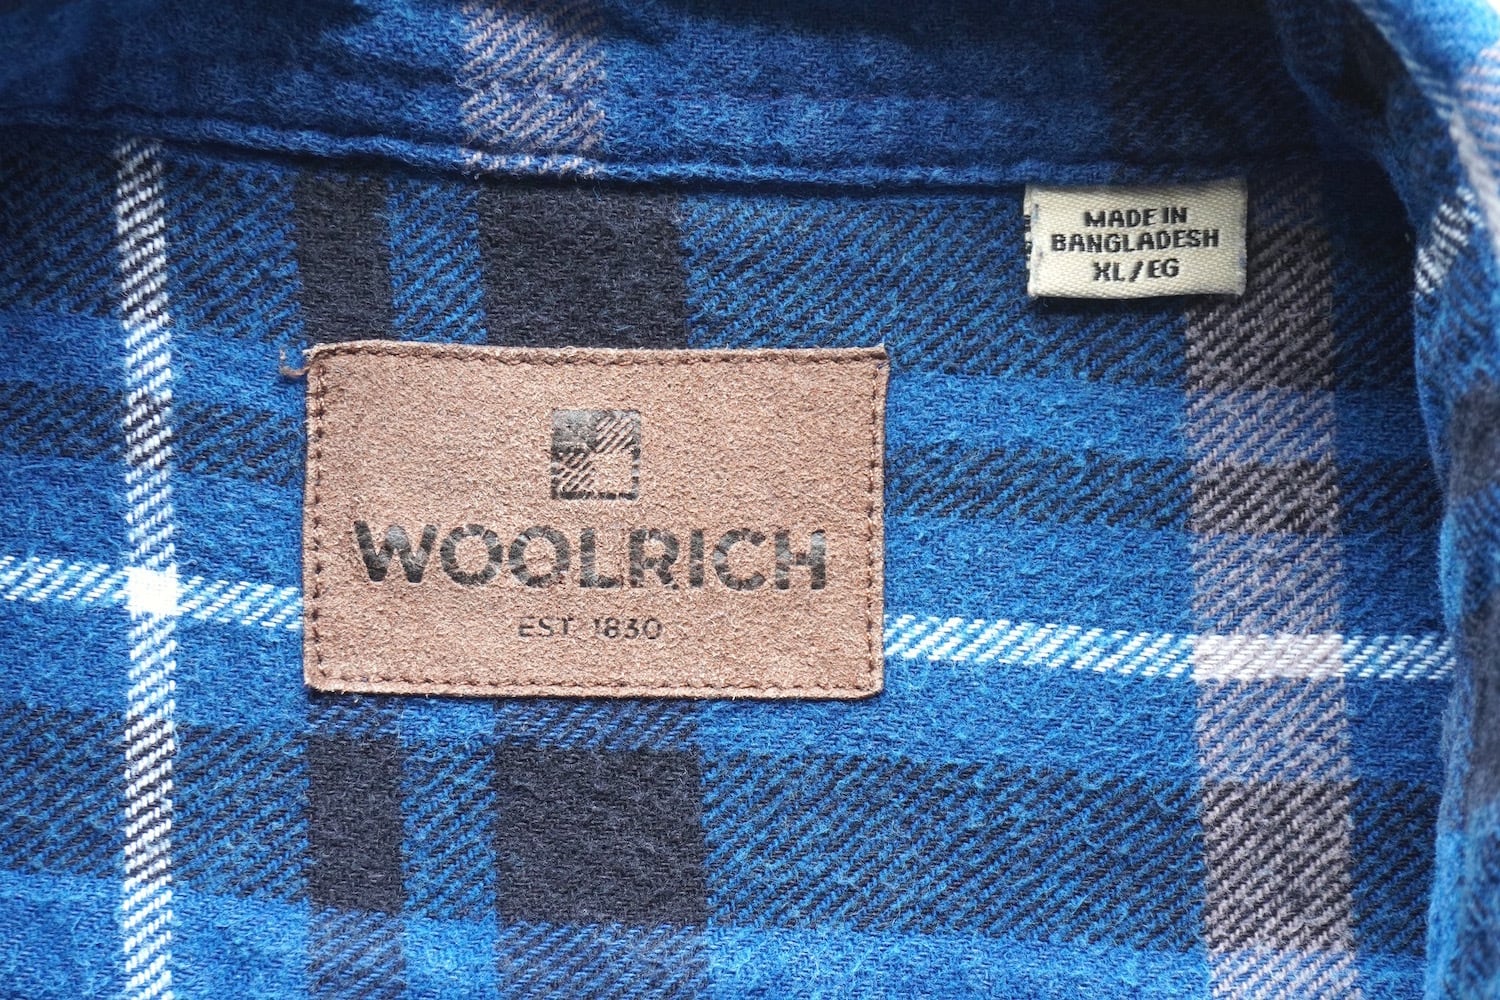 MADE IN
BANGLADESH
XL/EG
WOOLRICH
EST. 1830